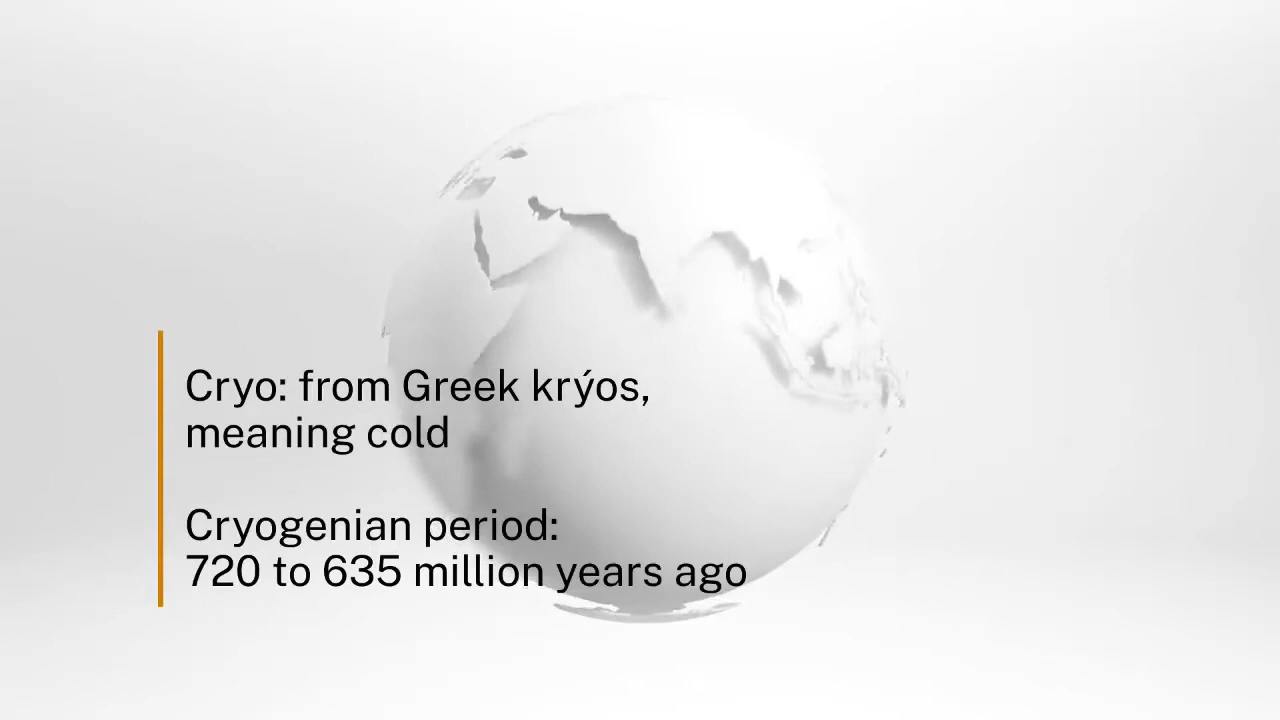 Cryo: from Greek krýos,
meaning cold
Cryogenian period:
720 to 635 million years ago